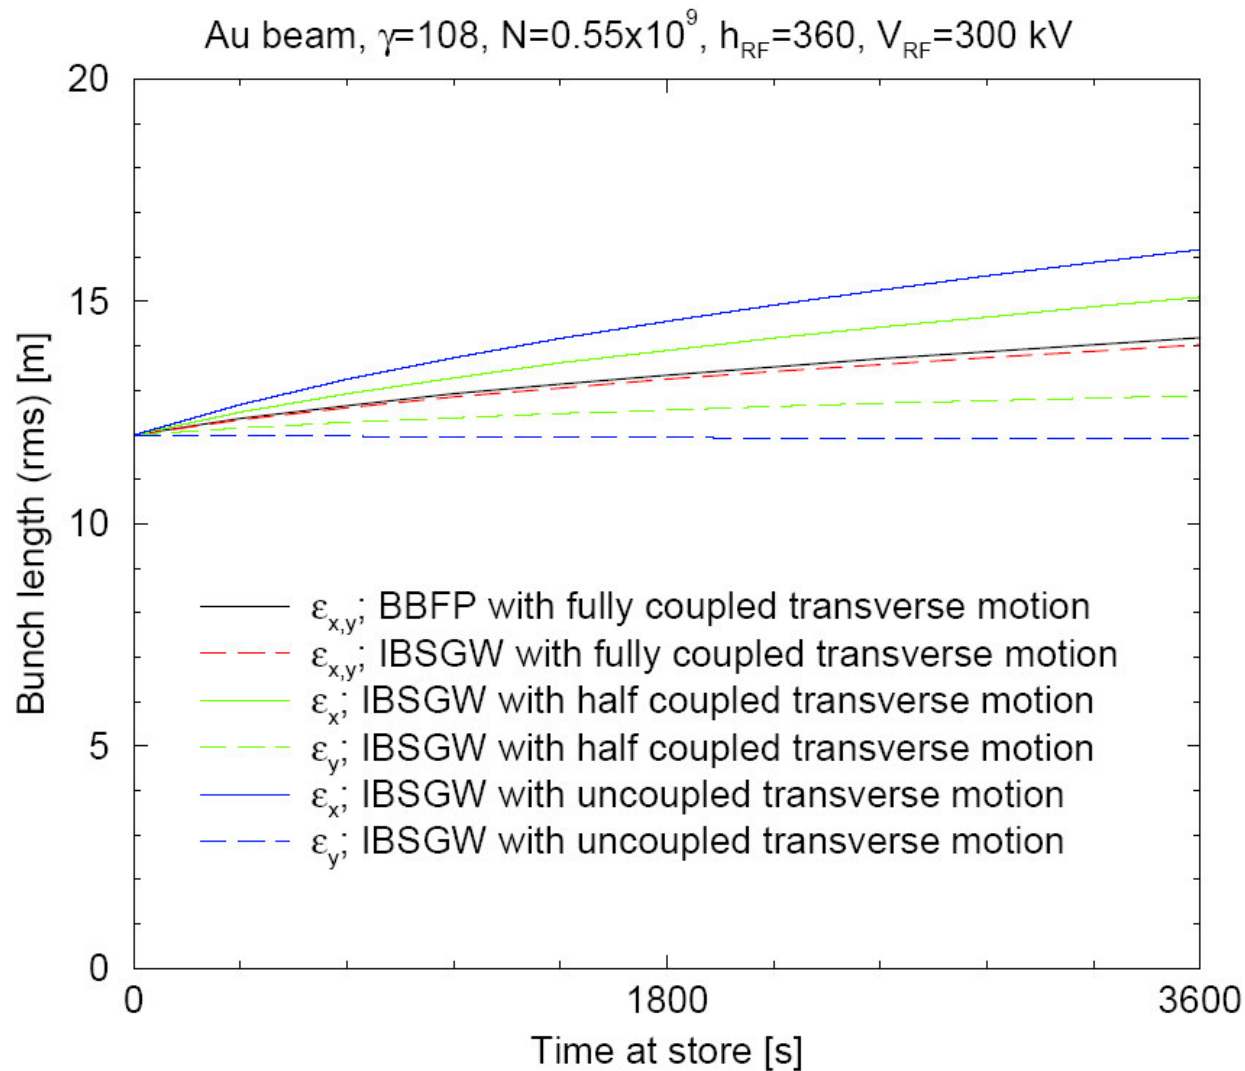 Au beam, γ=108, N=0.55x10⁹, h_RF=360, V_RF=300 kV
20
15
10
5
0
Bunch length (rms) [m]
ε_x,y; BBFP with fully coupled transverse motion
ε_x,y; IBSGW with fully coupled transverse motion
ε_x; IBSGW with half coupled transverse motion
ε_y; IBSGW with half coupled transverse motion
ε_x; IBSGW with uncoupled transverse motion
ε_y; IBSGW with uncoupled transverse motion
0 1800 3600
Time at store [s]